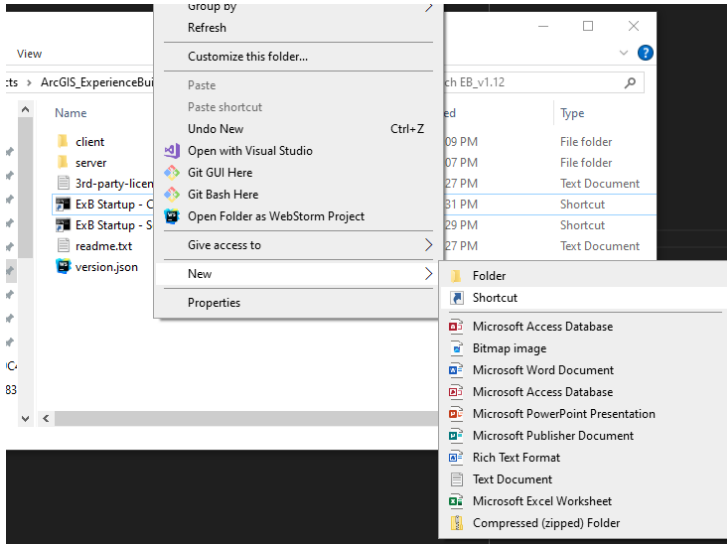 Group by
Refresh
View
Customize this folder...
cts > ArcGIS_ExperienceBui
ch EB_v1.12
Paste
Paste shortcut
Name
ed
Type
Undo New Ctrl+Z
client
09 PM
File folder
Open with Visual Studio
server
07 PM
File folder
Git GUI Here
3rd-party-licen
27 PM
Text Document
Git Bash Here
ExB Startup - C
31 PM
Shortcut
Open Folder as WebStorm Project
ExB Startup - S
29 PM
Shortcut
Give access to
readme.txt
27 PM
Text Document
version.json
New
Folder
Properties
Shortcut
Microsoft Access Database
Bitmap image
Microsoft Word Document
83
Microsoft Access Database
Microsoft PowerPoint Presentation
Microsoft Publisher Document
Rich Text Format
Text Document
Microsoft Excel Worksheet
Compressed (zipped) Folder